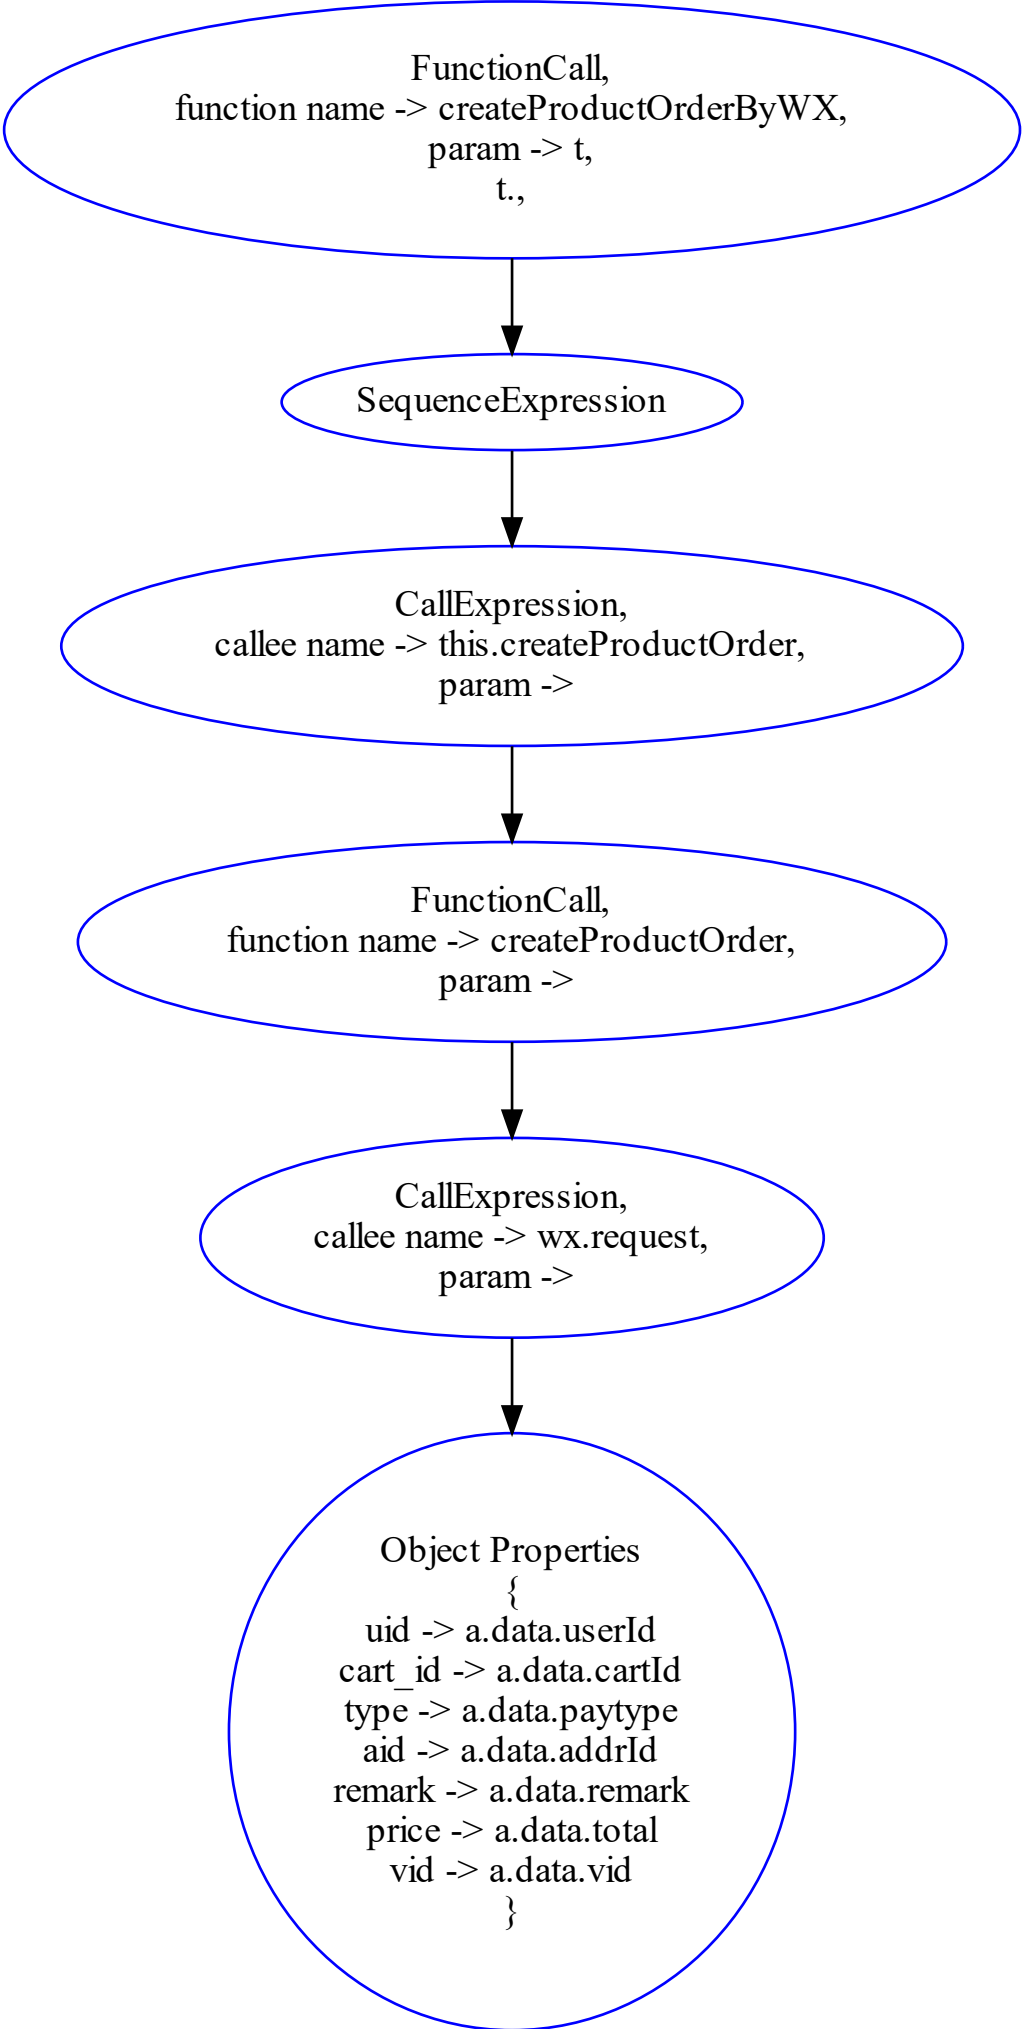 FunctionCall,
function name -> createProductOrderByWX,
param -> t,
t.,
SequenceExpression
CallExpression,
callee name -> this.createProductOrder,
param ->
FunctionCall,
function name -> createProductOrder,
param ->
CallExpression,
callee name -> wx.request,
param ->
Object Properties
{
uid -> a.data.userId
cart_id -> a.data.cartId
type -> a.data.paytype
aid -> a.data.addrId
remark -> a.data.remark
price -> a.data.total
vid -> a.data.vid
}